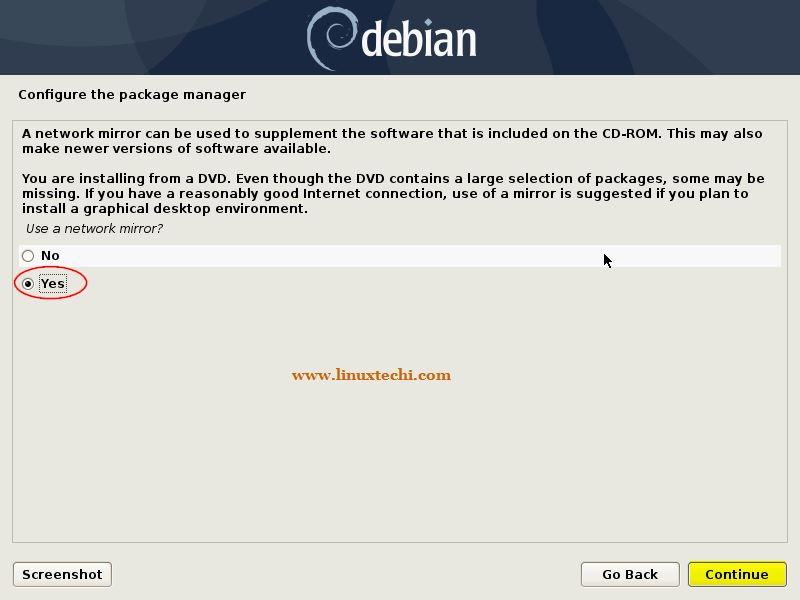 debian
Configure the package manager
A network mirror can be used to supplement the software that is included on the CD-ROM. This may also
make newer versions of software available.
You are installing from a DVD. Even though the DVD contains a large selection of packages, some may be
missing. If you have a reasonably good Internet connection, use of a mirror is suggested if you plan to
install a graphical desktop environment.
Use a network mirror?
No
Yes
www.linuxtechi.com
Screenshot
Go Back
Continue